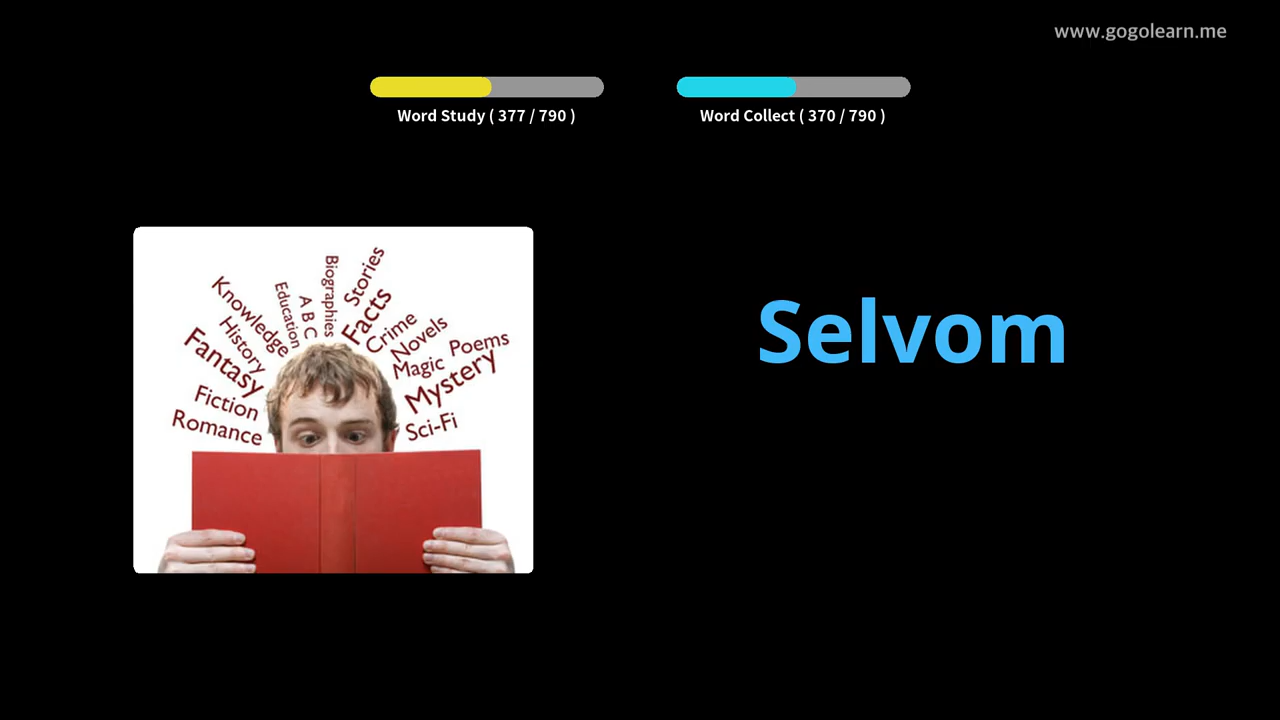 www.gogolearn.me
Word Study ( 377 / 790 )
Word Collect ( 370 / 790 )
Selvom
Biographies
Stories
Knowledge
Education
A B C
Facts
History
Crime
Novels
Fantasy
Magic
Poems
Mystery
Fiction
Romance
Sci-Fi